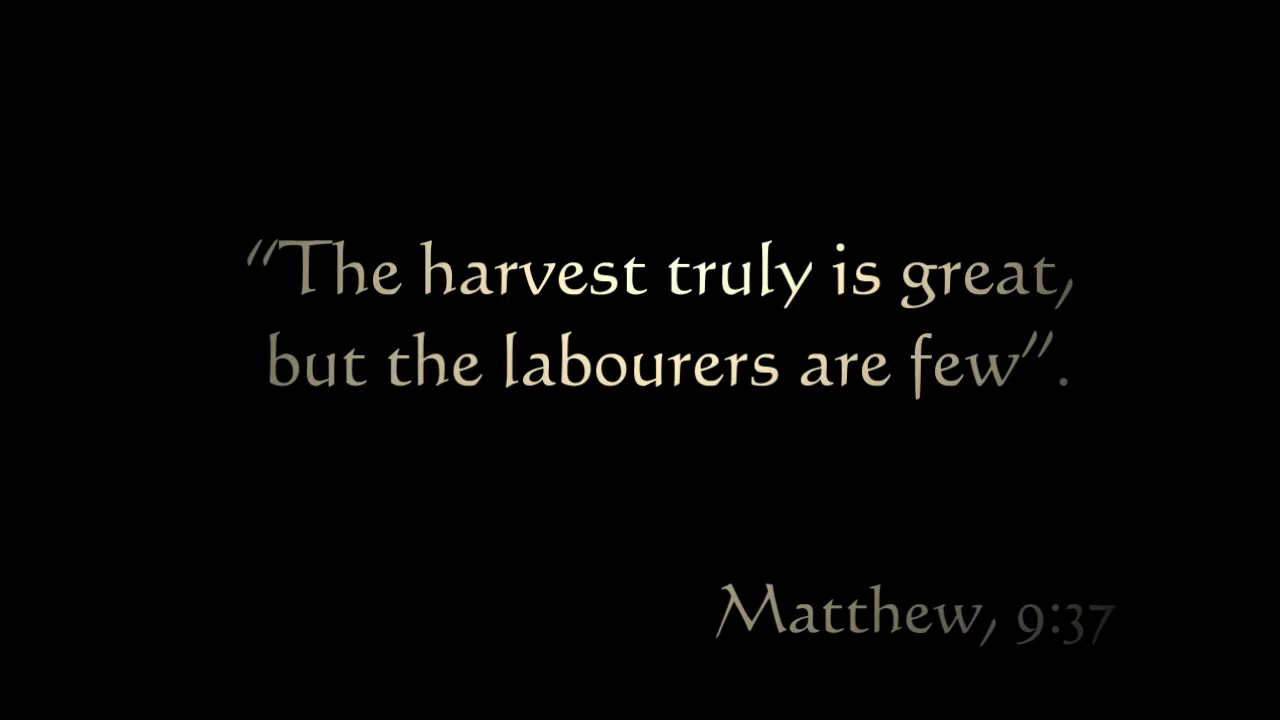 “The harvest truly is great,
but the labourers are few”.
Matthew, 9:37